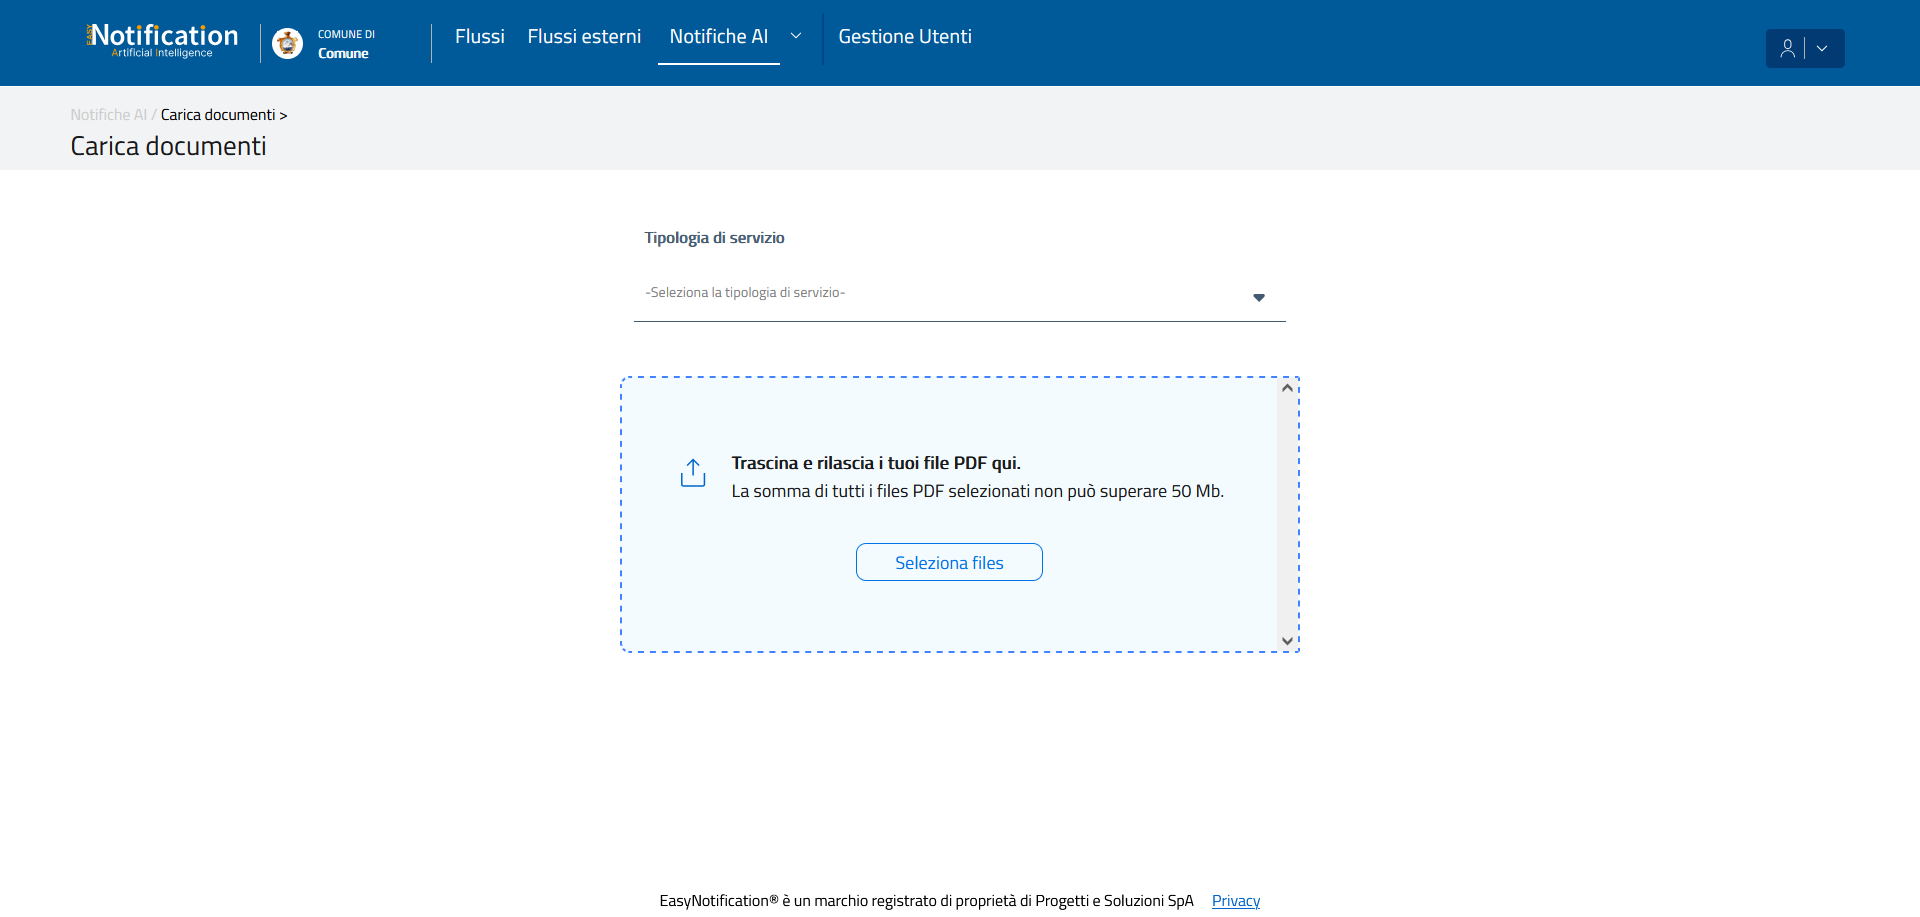 EASY Notification
Artificial Intelligence
COMUNE DI
Comune
Flussi
Flussi esterni
Notifiche AI
Gestione Utenti
Notifiche AI / Carica documenti >
Carica documenti
Tipologia di servizio
-Seleziona la tipologia di servizio-
Trascina e rilascia i tuoi file PDF qui.
La somma di tutti i files PDF selezionati non può superare 50 Mb.
Seleziona files
EasyNotification® è un marchio registrato di proprietà di Progetti e Soluzioni SpA Privacy